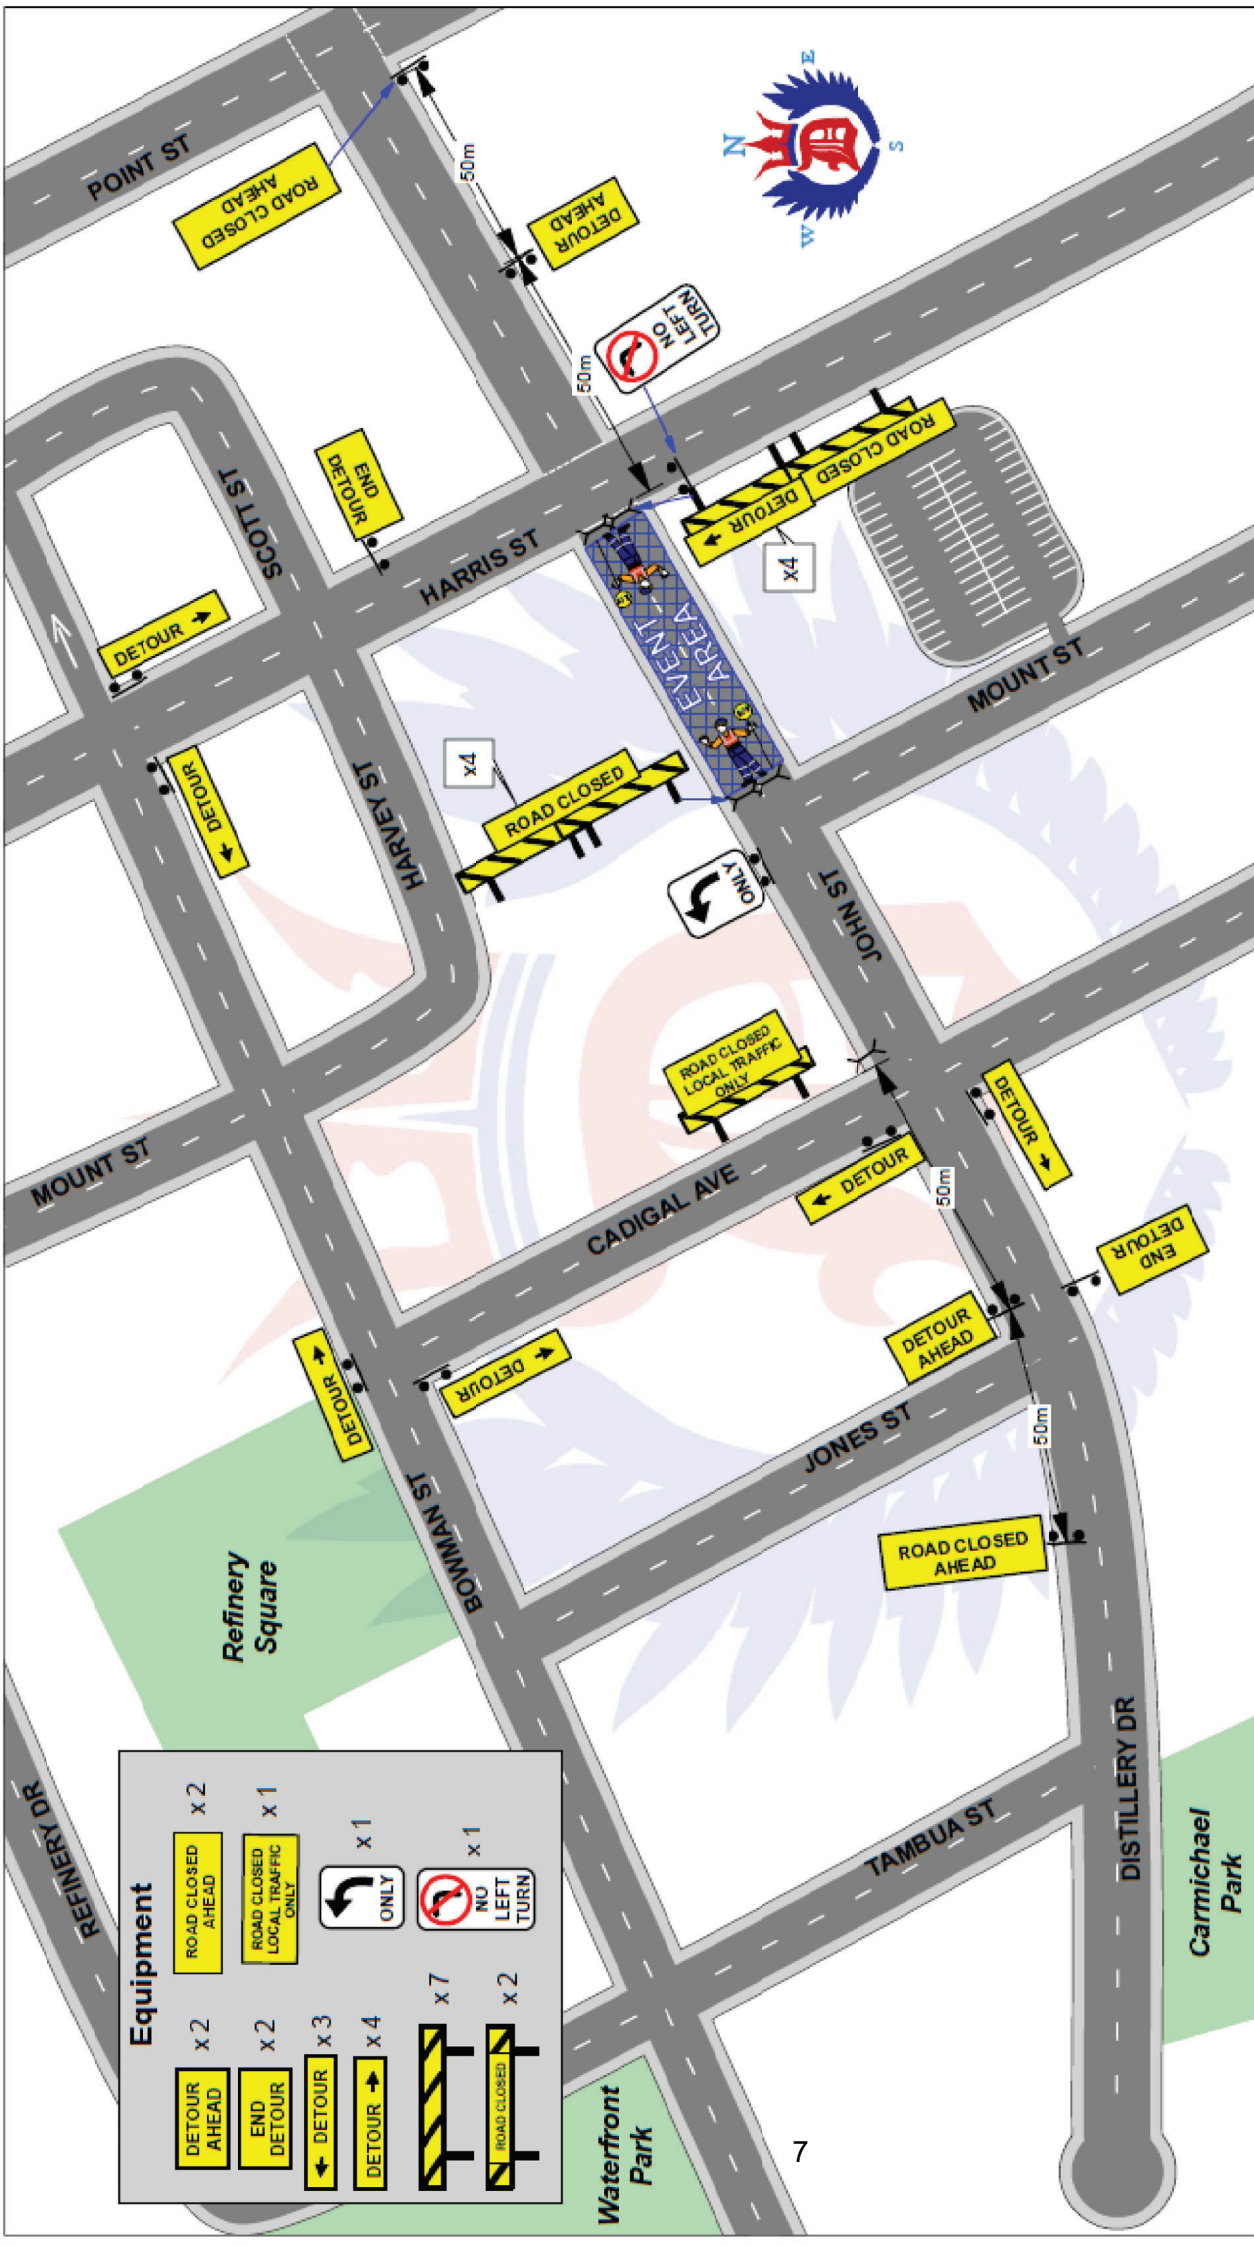 POINT ST
ROAD CLOSED
AHEAD
50m
DETOUR
AHEAD
N
E
S
W
50m
NO
LEFT
TURN
SCOTT ST
END
DETOUR
HARRIS ST
DETOUR
DETOUR
ROAD CLOSED
DETOUR
x4
EVENT
AREA
MOUNT ST
HARVEY ST
x4
ROAD CLOSED
ONLY
JOHN ST
ROAD CLOSED
LOCAL TRAFFIC
ONLY
DETOUR
MOUNT ST
CADIGAL AVE
DETOUR
50m
END
DETOUR
DETOUR
AHEAD
DETOUR
DETOUR
JONES ST
50m
BOWMAN ST
ROAD CLOSED
AHEAD
Refinery
Square
REFINERY DR
TAMBUA ST
DISTILLERY DR
Carmichael
Park
Waterfront
Park
Equipment
DETOUR
AHEAD
x 2
ROAD CLOSED
AHEAD
x 2
END
DETOUR
x 2
ROAD CLOSED
LOCAL TRAFFIC
ONLY
x 1
DETOUR
x 3
DETOUR
x 4
ONLY
x 1
x 7
NO
LEFT
TURN
x 1
ROAD CLOSED
x 2
7